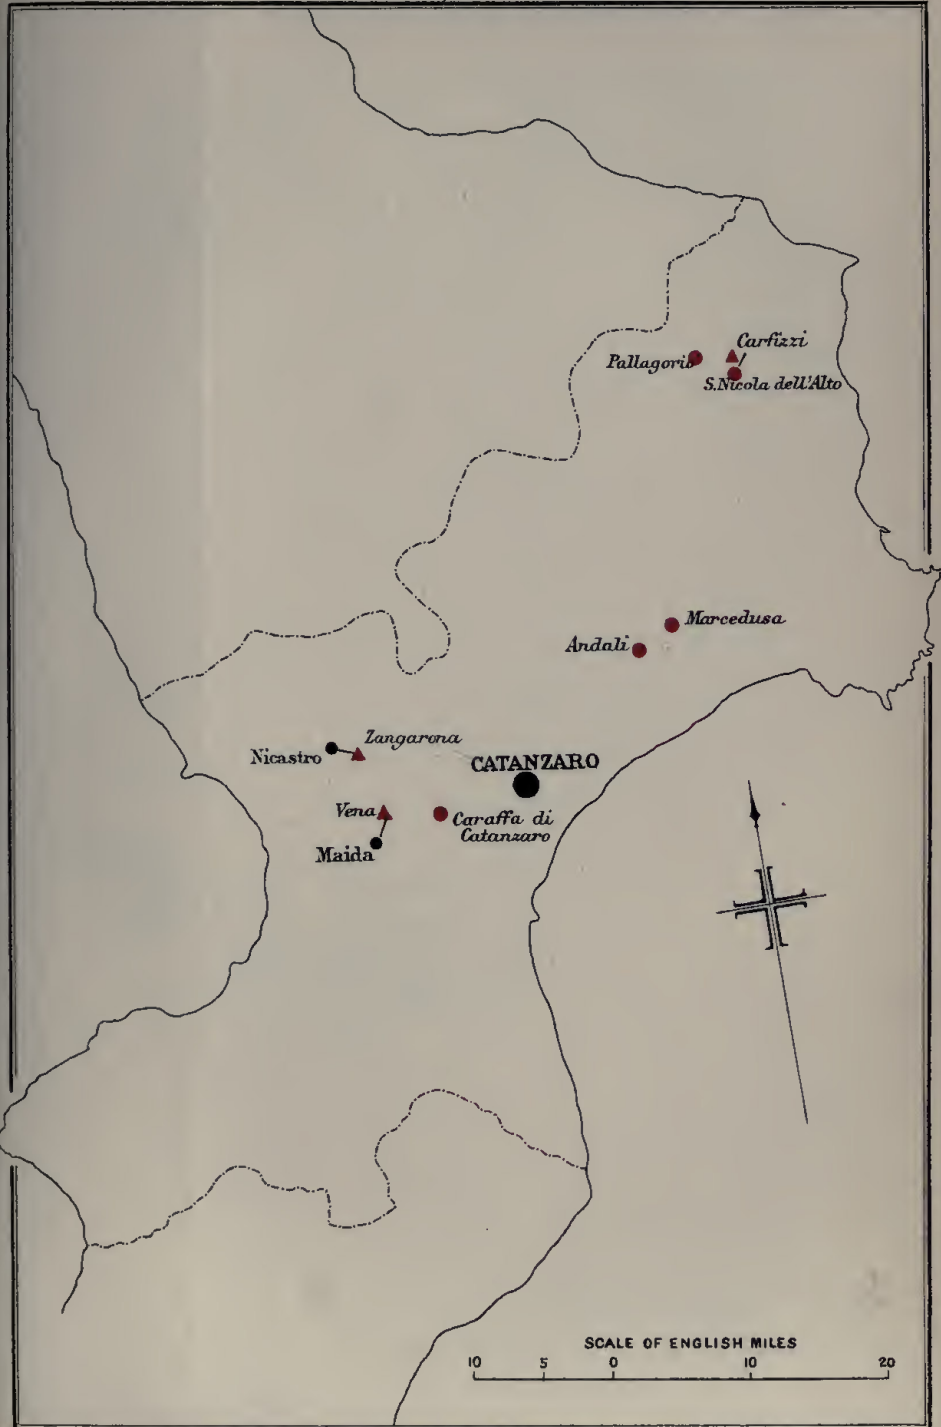 Carfizzi
Pallagorio
S.Nicola dell'Alto
Marcedusa
Andali
Zangarona
Nicastro
CATANZARO
Vena
Caraffa di
Catanzaro
Maida
SCALE OF ENGLISH MILES
10 5 0 10 20